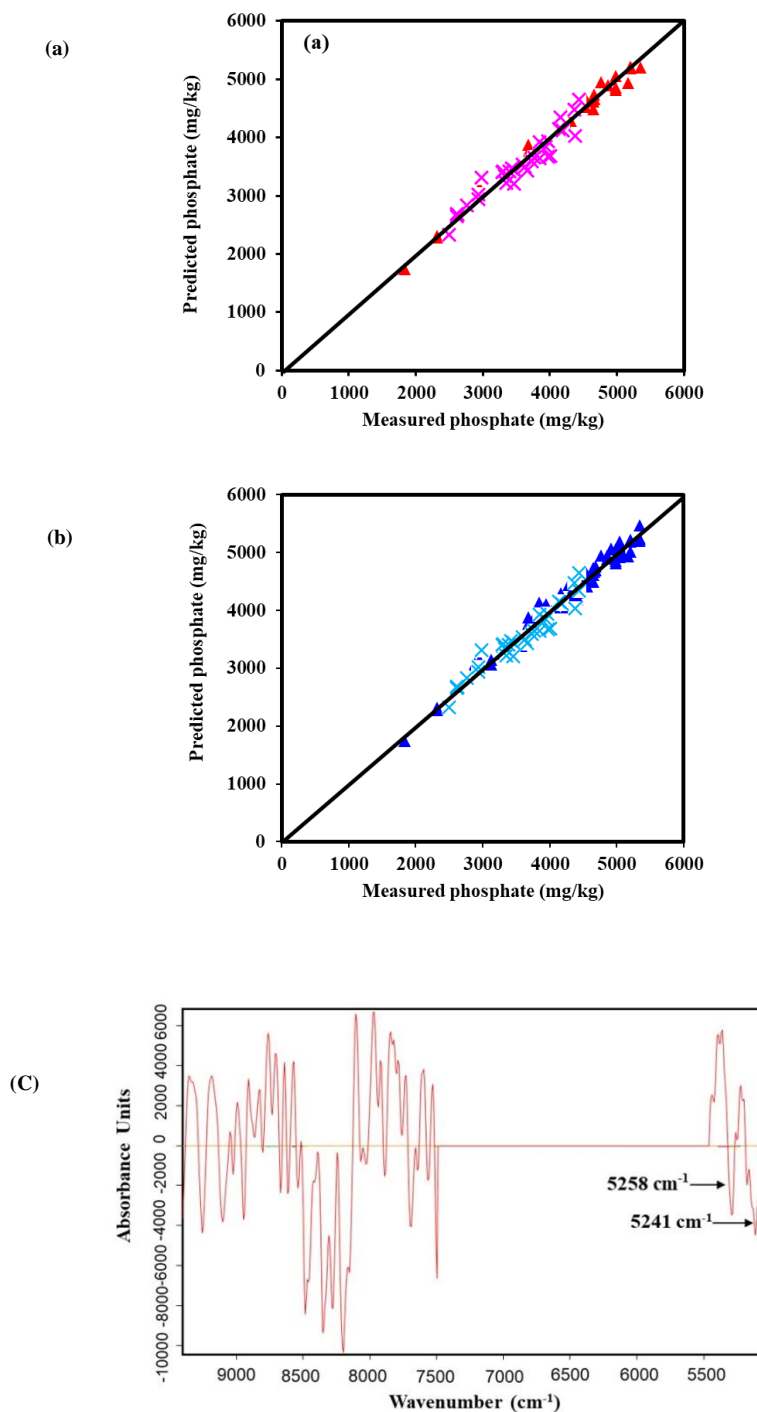 (a)
(a)
Predicted phosphate (mg/kg)
6000
5000
4000
3000
2000
1000
0
0 1000 2000 3000 4000 5000 6000
Measured phosphate (mg/kg)
(b)
Predicted phosphate (mg/kg)
6000
5000
4000
3000
2000
1000
0
0 1000 2000 3000 4000 5000 6000
Measured phosphate (mg/kg)
(C)
Absorbance Units
6000
4000
2000
0
-2000
-4000
-6000
-8000
-10000
5258 cm⁻¹
5241 cm⁻¹
9000 8500 8000 7500 7000 6500 6000 5500
Wavenumber (cm⁻¹)